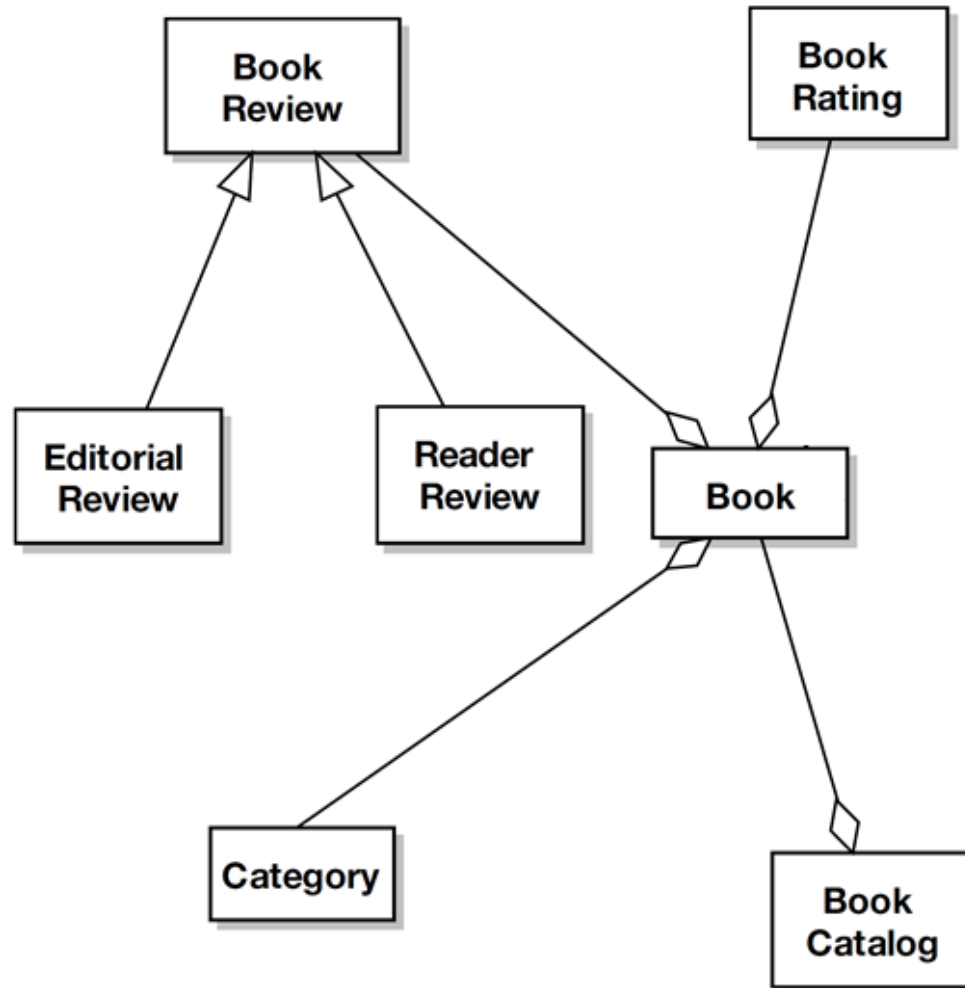 Book
Review
Book
Rating
Editorial
Review
Reader
Review
Book
Category
Book
Catalog